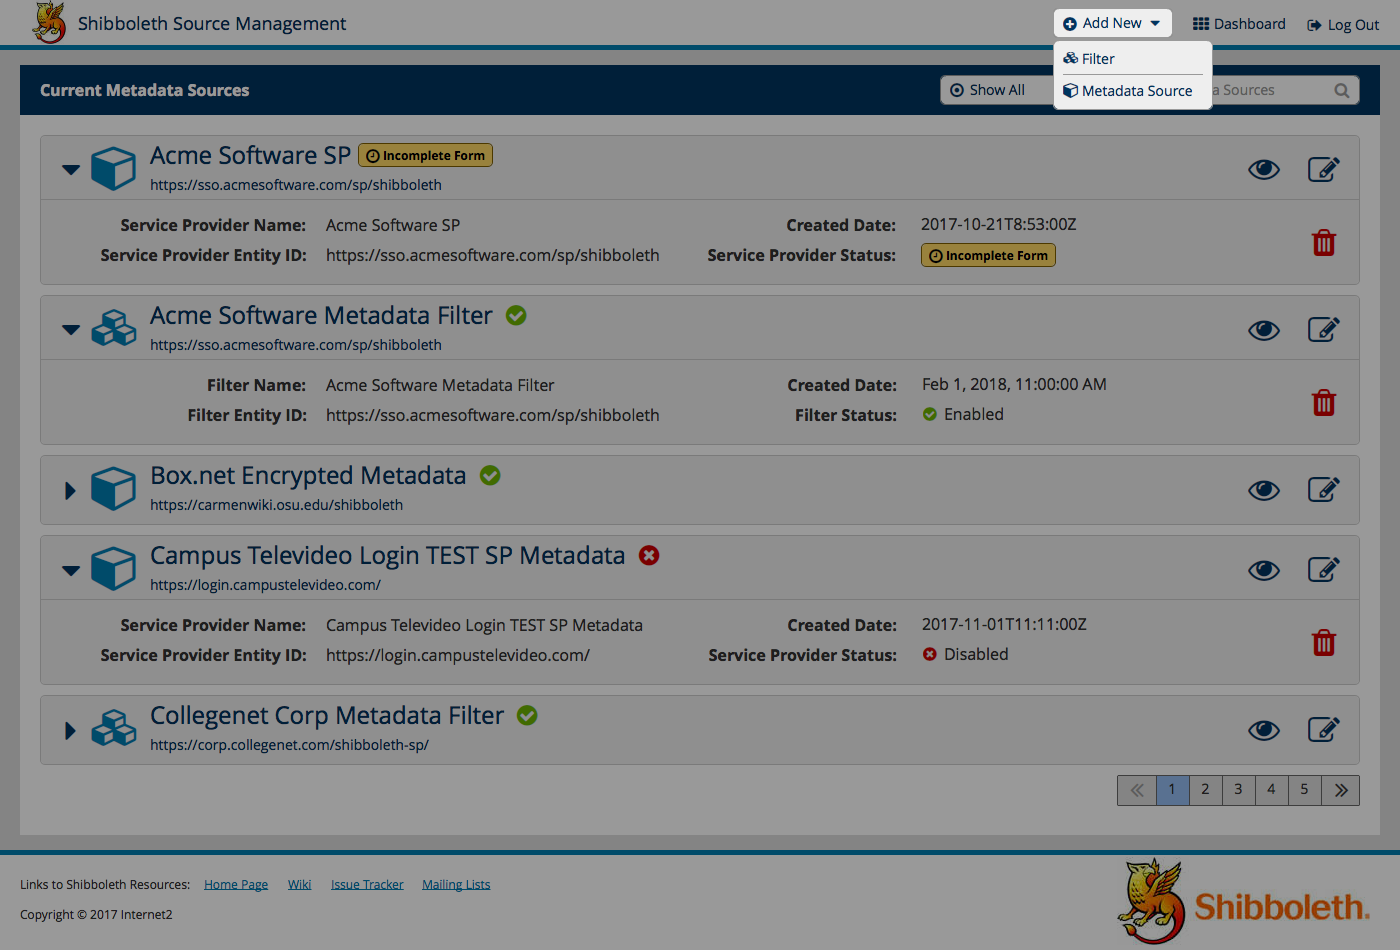 Shibboleth Source Management
Add New
Dashboard
Log Out
Filter
Metadata Source
Current Metadata Sources
Show All
Sources
Acme Software SP Incomplete Form
https://sso.acmesoftware.com/sp/shibboleth
Service Provider Name: Acme Software SP Created Date: 2017-10-21T8:53:00Z
Service Provider Entity ID: https://sso.acmesoftware.com/sp/shibboleth Service Provider Status: Incomplete Form
Acme Software Metadata Filter
https://sso.acmesoftware.com/sp/shibboleth
Filter Name: Acme Software Metadata Filter Created Date: Feb 1, 2018, 11:00:00 AM
Filter Entity ID: https://sso.acmesoftware.com/sp/shibboleth Filter Status: Enabled
Box.net Encrypted Metadata
https://carmenwiki.osu.edu/shibboleth
Campus Televideo Login TEST SP Metadata
https://login.campustelevideo.com/
Service Provider Name: Campus Televideo Login TEST SP Metadata Created Date: 2017-11-01T11:11:00Z
Service Provider Entity ID: https://login.campustelevideo.com/ Service Provider Status: Disabled
Collegenet Corp Metadata Filter
https://corp.collegenet.com/shibboleth-sp/
« 1 2 3 4 5 »
Links to Shibboleth Resources: Home Page Wiki Issue Tracker Mailing Lists
Copyright © 2017 Internet2
Shibboleth.